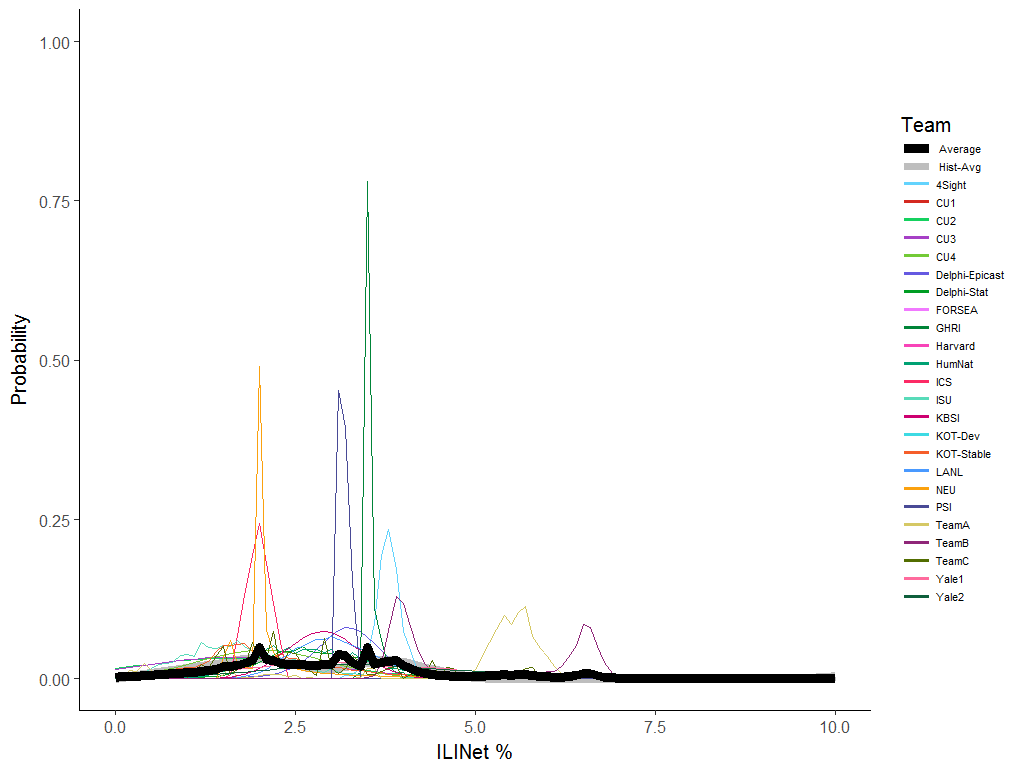 1.00
0.75
0.50
0.25
0.00
Probability
0.0 2.5 5.0 7.5 10.0
ILINet %
Team
Average
Hist-Avg
4Sight
CU1
CU2
CU3
CU4
Delphi-Epicast
Delphi-Stat
FORSEA
GHRI
Harvard
HumNat
ICS
ISU
KBSI
KOT-Dev
KOT-Stable
LANL
NEU
PSI
TeamA
TeamB
TeamC
Yale1
Yale2